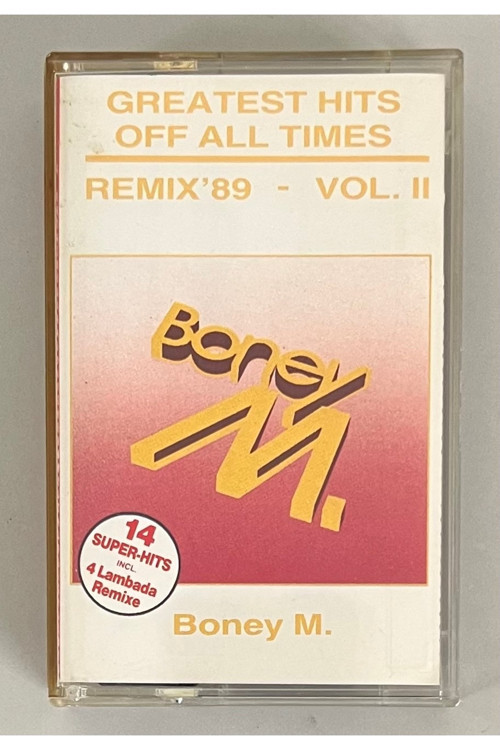 GREATEST HITS
OFF ALL TIMES
REMIX'89 - VOL. II
Boney
M.
14
SUPER-HITS
INCL.
4 Lambada
Remixe
Boney M.